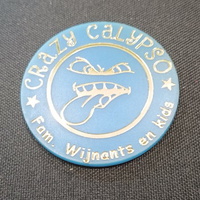 CRAZY CALYPSO
Fam. Wijnants en kids